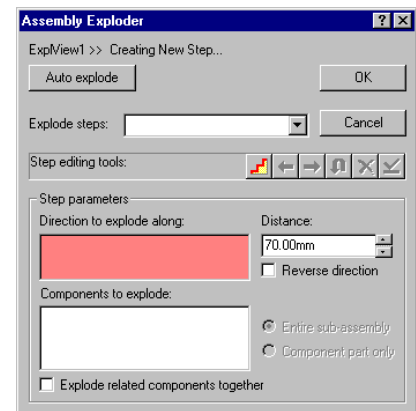 Assembly Exploder
ExplView1 >> Creating New Step...
Auto explode
OK
Explode steps:
Cancel
Step editing tools:
Step parameters
Direction to explode along:
Distance:
70.00mm
Reverse direction
Components to explode:
Entire sub-assembly
Component part only
Explode related components together